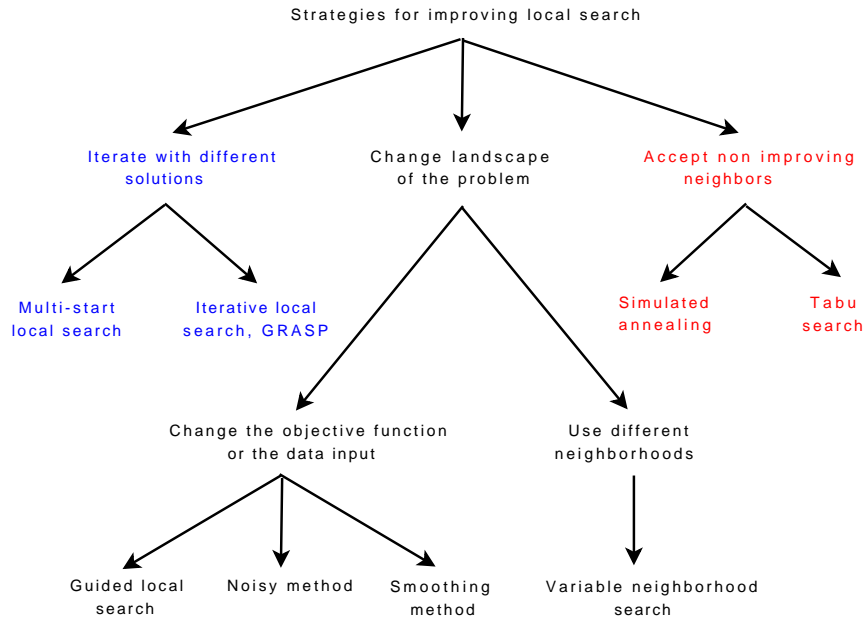 Strategies for improving local search
Iterate with different
solutions
Change landscape
of the problem
Accept non improving
neighbors
Multi-start
local search
Iterative local
search, GRASP
Simulated
annealing
Tabu
search
Change the objective function
or the data input
Use different
neighborhoods
Guided local
search
Noisy method
Smoothing
method
Variable neighborhood
search